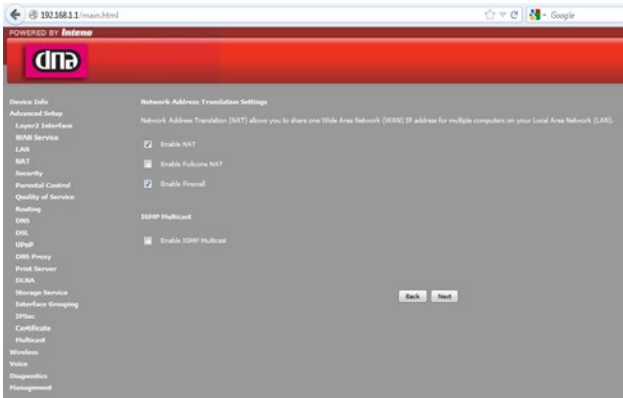 192.168.1.1/main.html
Google
POWERED BY Inteno
dna
Device Info
Advanced Setup
Layer2 Interface
WAN Service
LAN
NAT
Security
Parental Control
Quality of Service
Routing
DNS
DSL
UPnP
DNS Proxy
Print Server
DLNA
Storage Service
Interface Grouping
IPSec
Certificate
Multicast
Wireless
Voice
Diagnostics
Management
Network Address Translation Settings
Network Address Translation (NAT) allows you to share one Wide Area Network (WAN) IP address for multiple computers on your Local Area Network (LAN).
Enable NAT
Enable Fullcone NAT
Enable Firewall
IGMP Multicast
Enable IGMP Multicast
Back Next